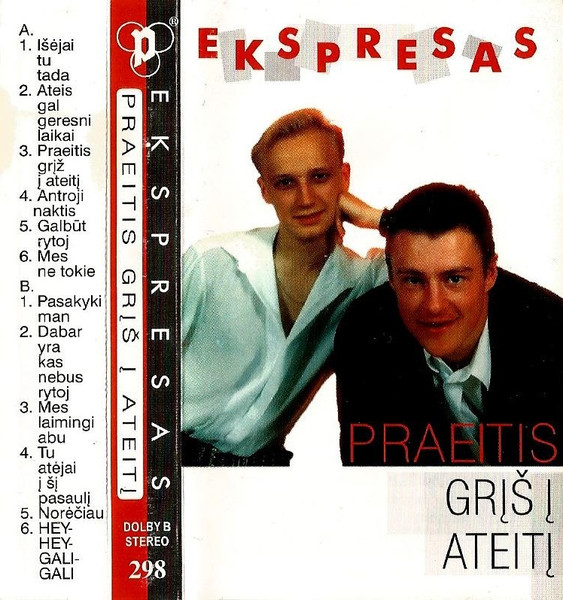 A.
1. Išėjai
tu
tada
2. Ateis
gal
geresni
laikai
3. Praeitis
grįž
į ateitį
4. Antroji
naktis
5. Galbūt
rytoj
6. Mes
ne tokie
B.
1. Pasakyki
man
2. Dabar
yra
kas
nebus
rytoj
3. Mes
laimingi
abu
4. Tu
atėjai
į šį
pasaulį
5. Norėčiau
6. HEY-
HEY-
GALI-
GALI
p®
EKSPRESAS
PRAEITIS GRĮŠ Į ATEITĮ
DOLBY B
STEREO
298
EKSPRESAS
PRAEITIS
GRĮŠ Į
ATEITĮ